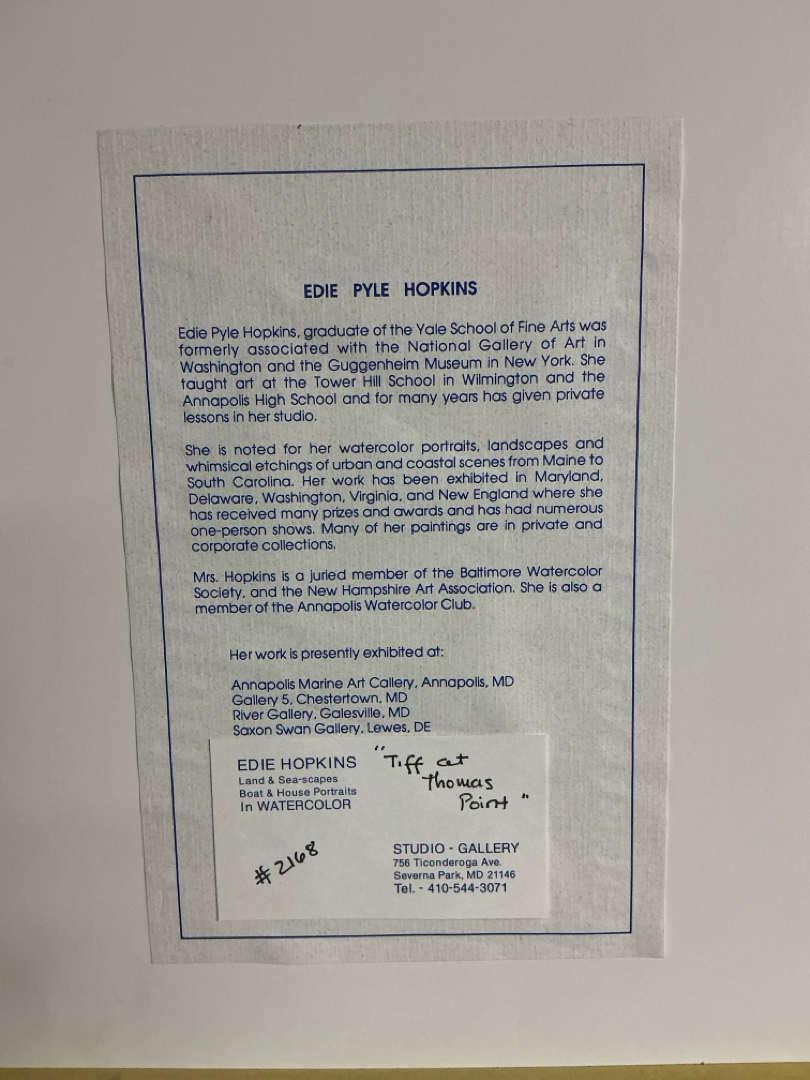 EDIE PYLE HOPKINS
Edie Pyle Hopkins, graduate of the Yale School of Fine Arts was
formerly associated with the National Gallery of Art in
Washington and the Guggenheim Museum in New York. She
taught art at the Tower Hill School in Wilmington and the
Annapolis High School and for many years has given private
lessons in her studio.
She is noted for her watercolor portraits, landscapes and
whimsical etchings of urban and coastal scenes from Maine to
South Carolina. Her work has been exhibited in Maryland,
Delaware, Washington, Virginia, and New England where she
has received many prizes and awards and has had numerous
one-person shows. Many of her paintings are in private and
corporate collections.
Mrs. Hopkins is a juried member of the Baltimore Watercolor
Society, and the New Hampshire Art Association. She is also a
member of the Annapolis Watercolor Club.
Her work is presently exhibited at:
Annapolis Marine Art Callery, Annapolis, MD
Gallery 5, Chestertown, MD
River Gallery, Galesville, MD
Saxon Swan Gallery, Lewes, DE
EDIE HOPKINS
Land & Sea-scapes
Boat & House Portraits
In WATERCOLOR
"Tiff at
Thomas
Point"
#2168
STUDIO - GALLERY
756 Ticonderoga Ave.
Severna Park, MD 21146
Tel. - 410-544-3071